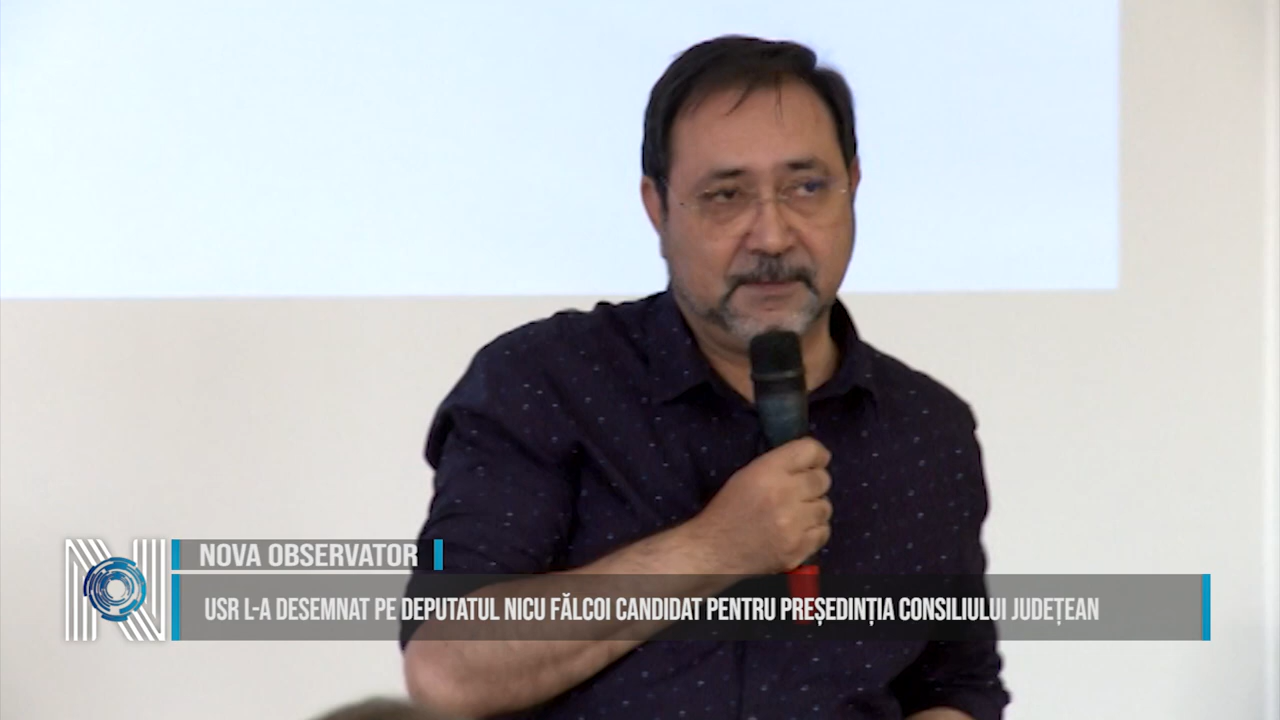 NOVA OBSERVATOR
USR L-A DESEMNAT PE DEPUTATUL NICU FĂLCOI CANDIDAT PENTRU PREȘEDINȚIA CONSILIULUI JUDEȚEAN